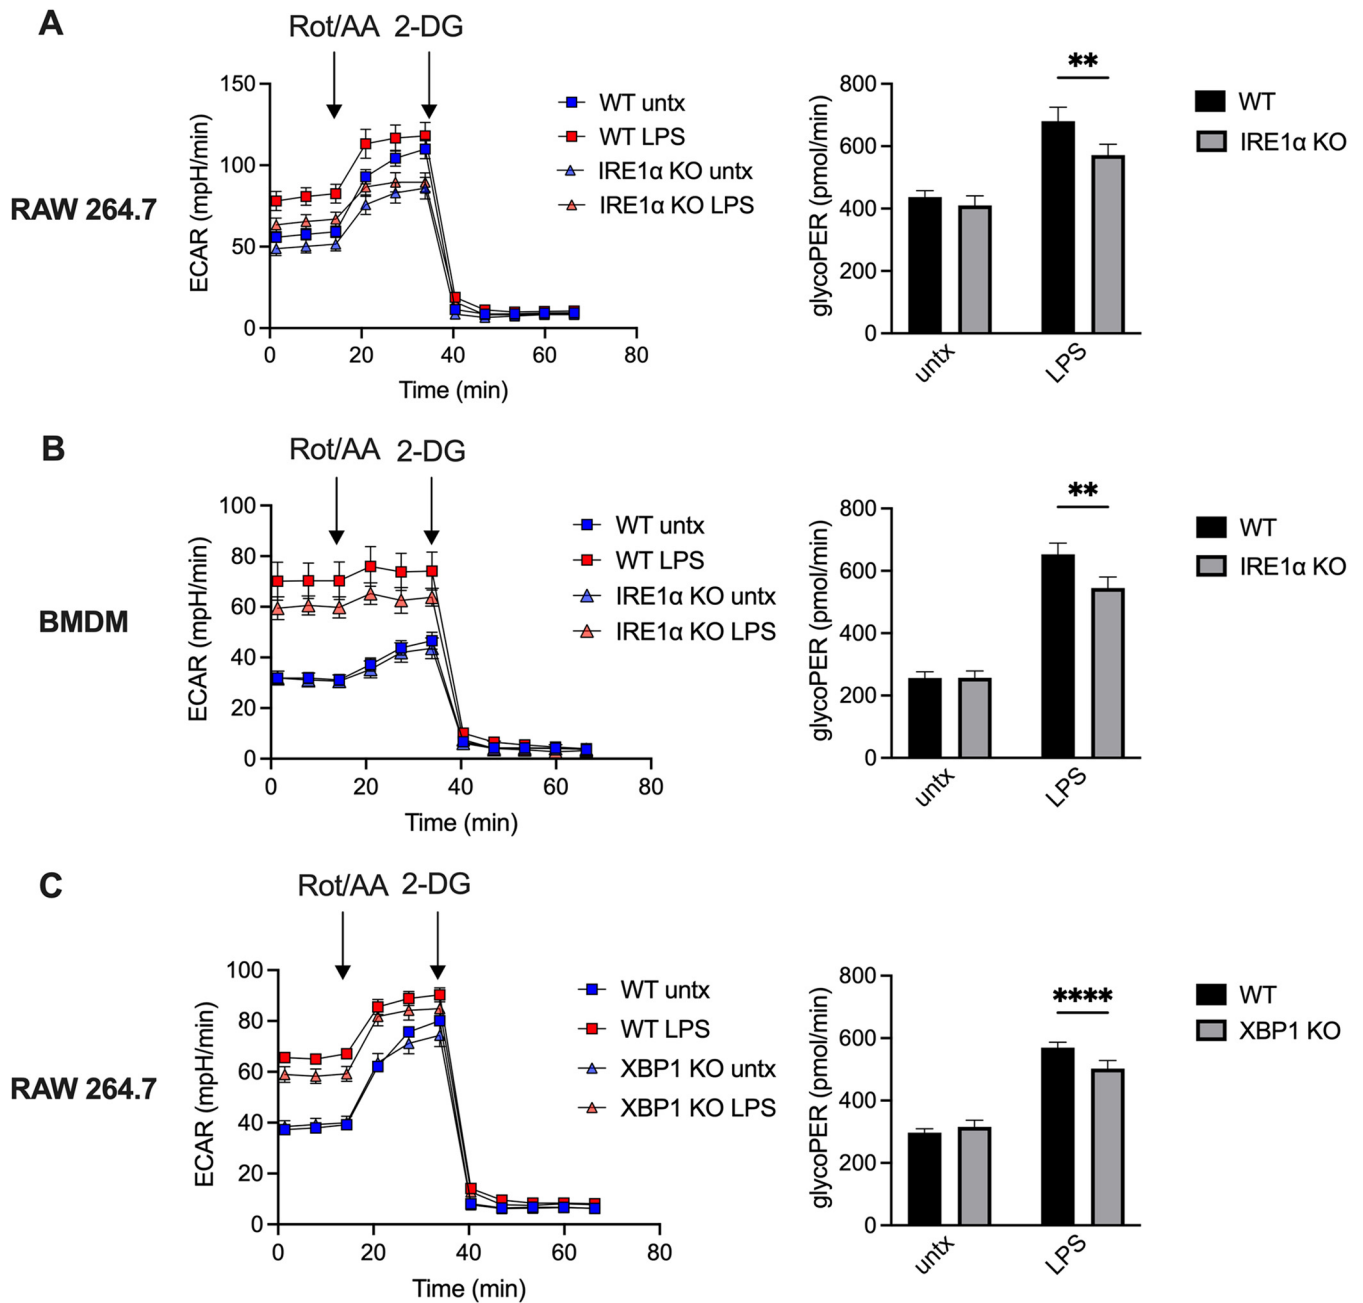 A
Rot/AA 2-DG
RAW 264.7
ECAR (mpH/min)
150
100
50
0
0 20 40 60 80
Time (min)
WT untx
WT LPS
IRE1α KO untx
IRE1α KO LPS
glycoPER (pmol/min)
800
600
400
200
0
**
untx LPS
WT
IRE1α KO
B
Rot/AA 2-DG
BMDM
ECAR (mpH/min)
100
80
60
40
20
0
0 20 40 60 80
Time (min)
WT untx
WT LPS
IRE1α KO untx
IRE1α KO LPS
glycoPER (pmol/min)
800
600
400
200
0
**
untx LPS
WT
IRE1α KO
C
Rot/AA 2-DG
RAW 264.7
ECAR (mpH/min)
100
80
60
40
20
0
0 20 40 60 80
Time (min)
WT untx
WT LPS
XBP1 KO untx
XBP1 KO LPS
glycoPER (pmol/min)
800
600
400
200
0
****
untx LPS
WT
XBP1 KO